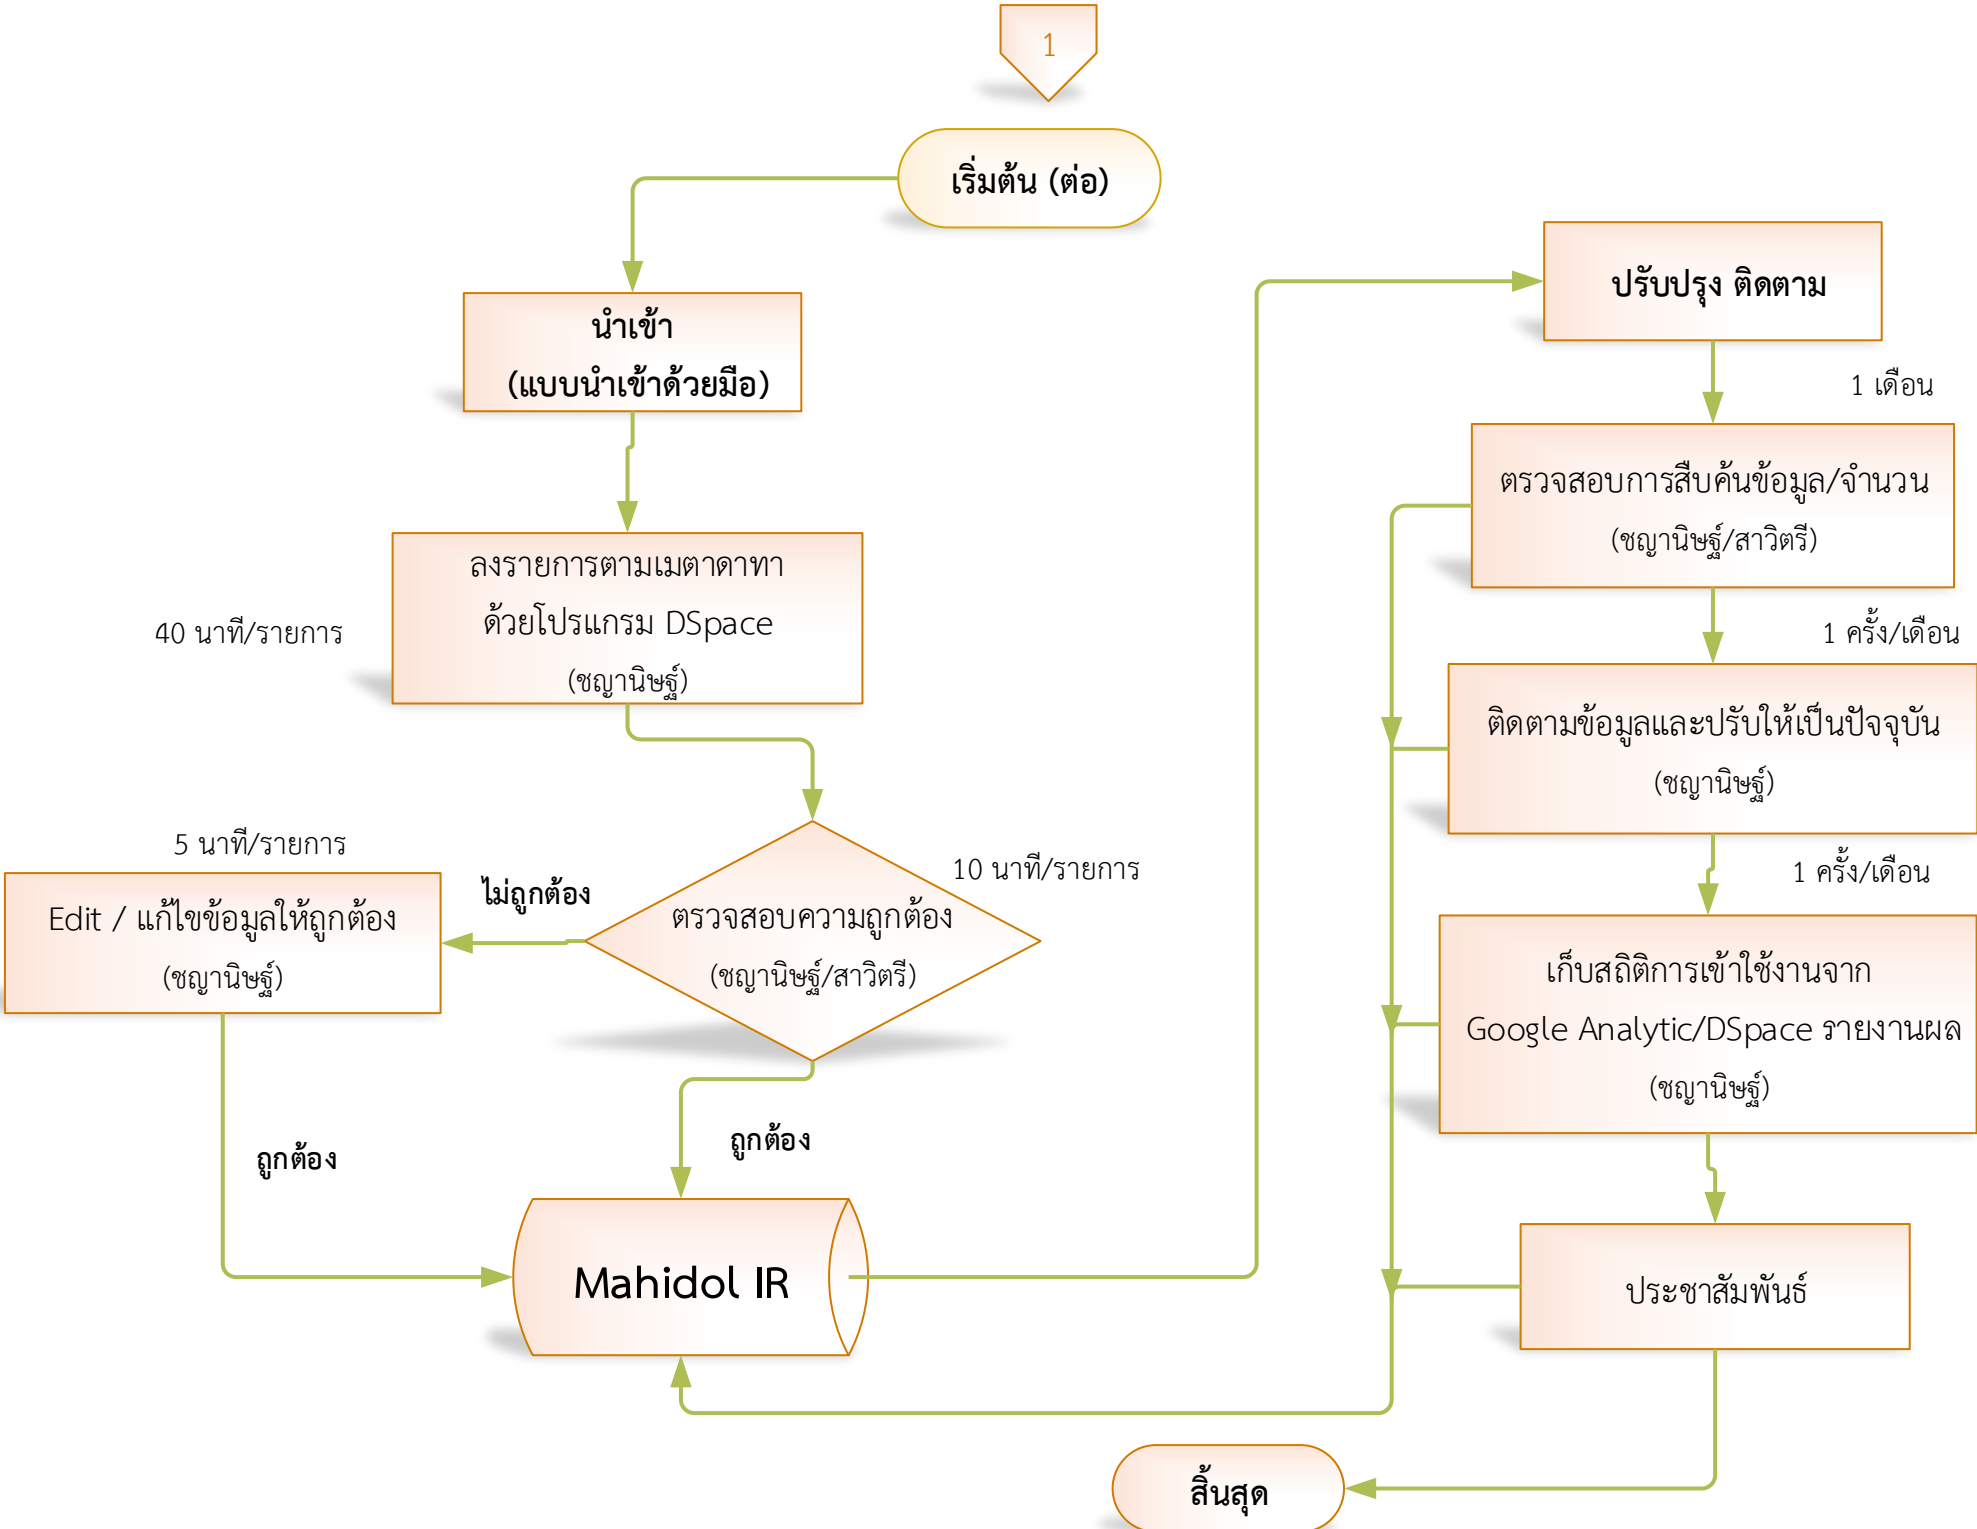 1
เริ่มต้น (ต่อ)
นำเข้า
(แบบนำเข้าด้วยมือ)
ลงรายการตามเมตาดาทา
ด้วยโปรแกรม DSpace
(ชญานิษฐ์)
40 นาที/รายการ
ตรวจสอบความถูกต้อง
(ชญานิษฐ์/สาวิตรี)
10 นาที/รายการ
ไม่ถูกต้อง
5 นาที/รายการ
Edit / แก้ไขข้อมูลให้ถูกต้อง
(ชญานิษฐ์)
ถูกต้อง
ถูกต้อง
Mahidol IR
ปรับปรุง ติดตาม
1 เดือน
ตรวจสอบการสืบค้นข้อมูล/จำนวน
(ชญานิษฐ์/สาวิตรี)
1 ครั้ง/เดือน
ติดตามข้อมูลและปรับให้เป็นปัจจุบัน
(ชญานิษฐ์)
1 ครั้ง/เดือน
เก็บสถิติการเข้าใช้งานจาก
Google Analytic/DSpace รายงานผล
(ชญานิษฐ์)
ประชาสัมพันธ์
สิ้นสุด